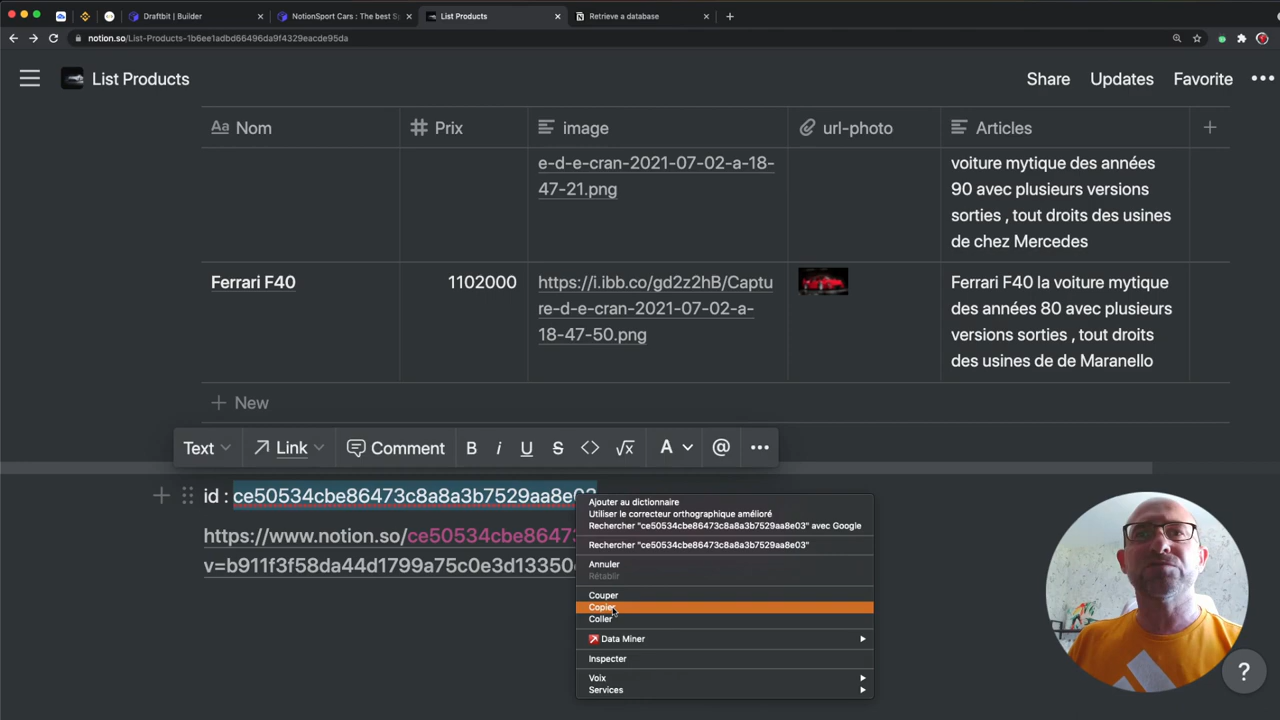 Draftbit | Builder
NotionSport Cars : The best S
List Products
Retrieve a database
notion.so/List-Products-1b6ee1adbd66496da9f4329eacde95da
List Products
Share
Updates
Favorite
Aa Nom
Prix
image
url-photo
Articles
e-d-e-cran-2021-07-02-a-18-
47-21.png
voiture mytique des années
90 avec plusieurs versions
sorties , tout droits des usines
de chez Mercedes
Ferrari F40
1102000
https://i.ibb.co/gd2z2hB/Captu
re-d-e-cran-2021-07-02-a-
18-47-50.png
Ferrari F40 la voiture mytique
des années 80 avec plusieurs
versions sorties , tout droits
des usines de de Maranello
+ New
Text
Link
Comment
B i U S <> √x A @ •••
id : ce50534cbe86473c8a8a3b7529aa8e03
https://www.notion.so/ce50534cbe86473
v=b911f3f58da44d1799a75c0e3d13350
Ajouter au dictionnaire
Utiliser le correcteur orthographique amélioré
Rechercher "ce50534cbe86473c8a8a3b7529aa8e03" avec Google
Rechercher "ce50534cbe86473c8a8a3b7529aa8e03"
Annuler
Rétablir
Couper
Copier
Coller
Data Miner
Inspecter
Voix
Services
?